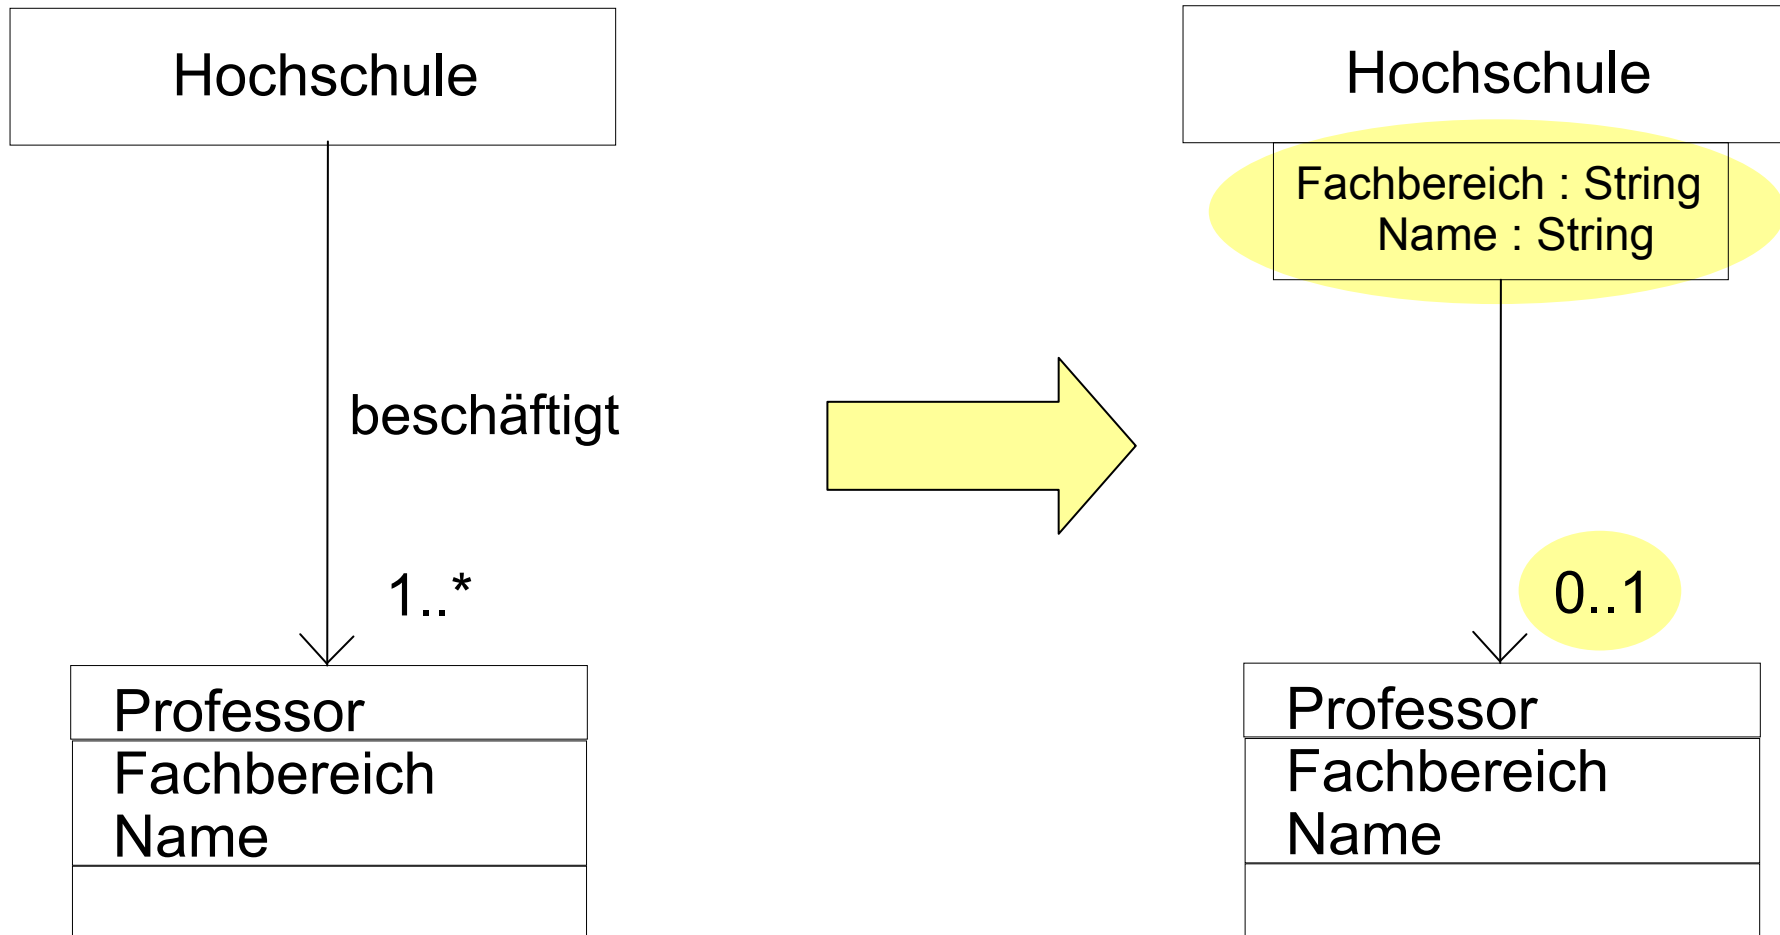 Hochschule
beschäftigt
1..*
Professor
Fachbereich
Name
Hochschule
Fachbereich : String
Name : String
0..1
Professor
Fachbereich
Name